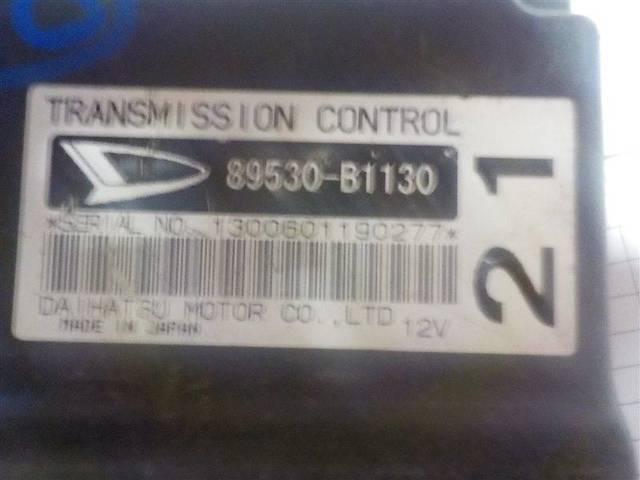 TRANSMISSION CONTROL
89530-B1130
*SERIAL NO. 1300601190277*
DAIHATSU MOTOR CO.,LTD 12V
MADE IN JAPAN
21